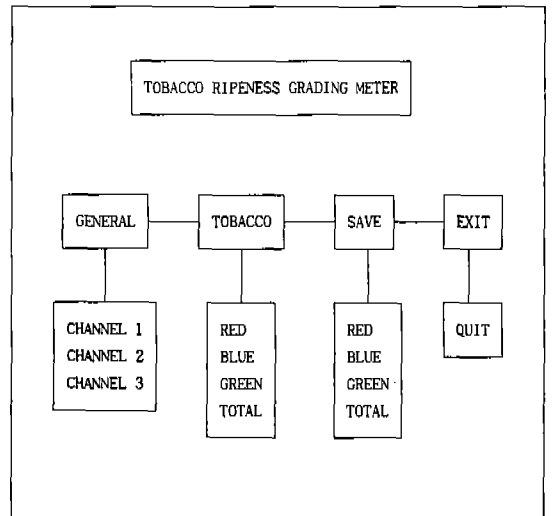 TOBACCO RIPENESS GRADING METER
GENERAL TOBACCO SAVE EXIT
CHANNEL 1
CHANNEL 2
CHANNEL 3
RED
BLUE
GREEN
TOTAL
RED
BLUE
GREEN
TOTAL
QUIT